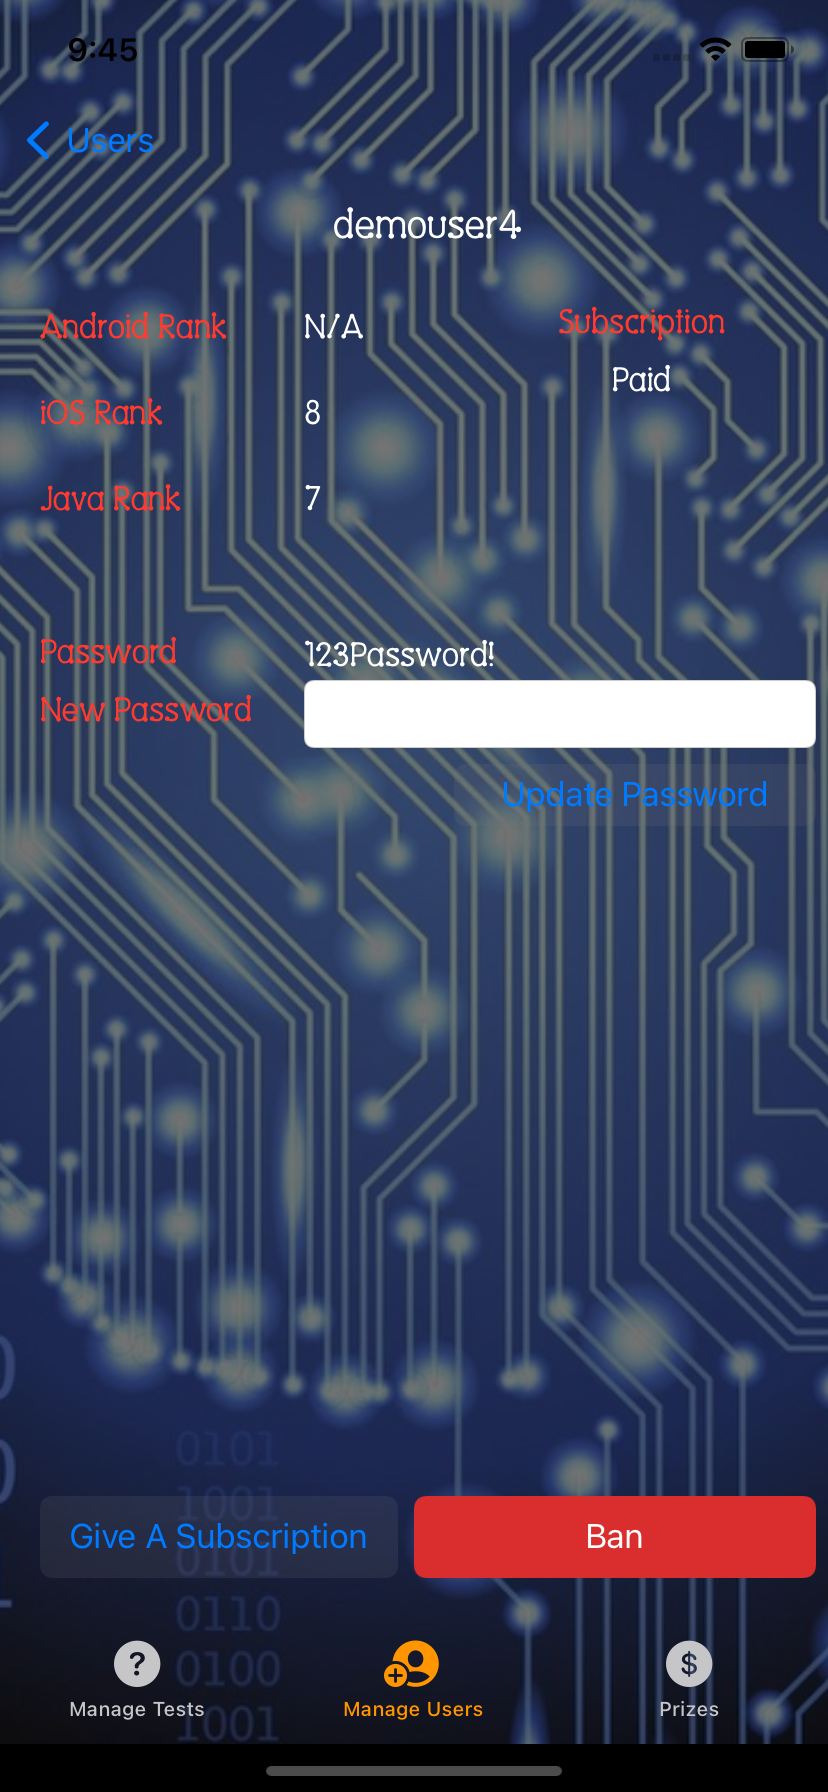 9:45
Users
demouser4
Android Rank N/A Subscription
Paid
iOS Rank 8
Java Rank 7
Password 123Password!
New Password
Update Password
0101
1001
Give A Subscription Ban
0101
0110
0100
1001
Manage Tests Manage Users Prizes